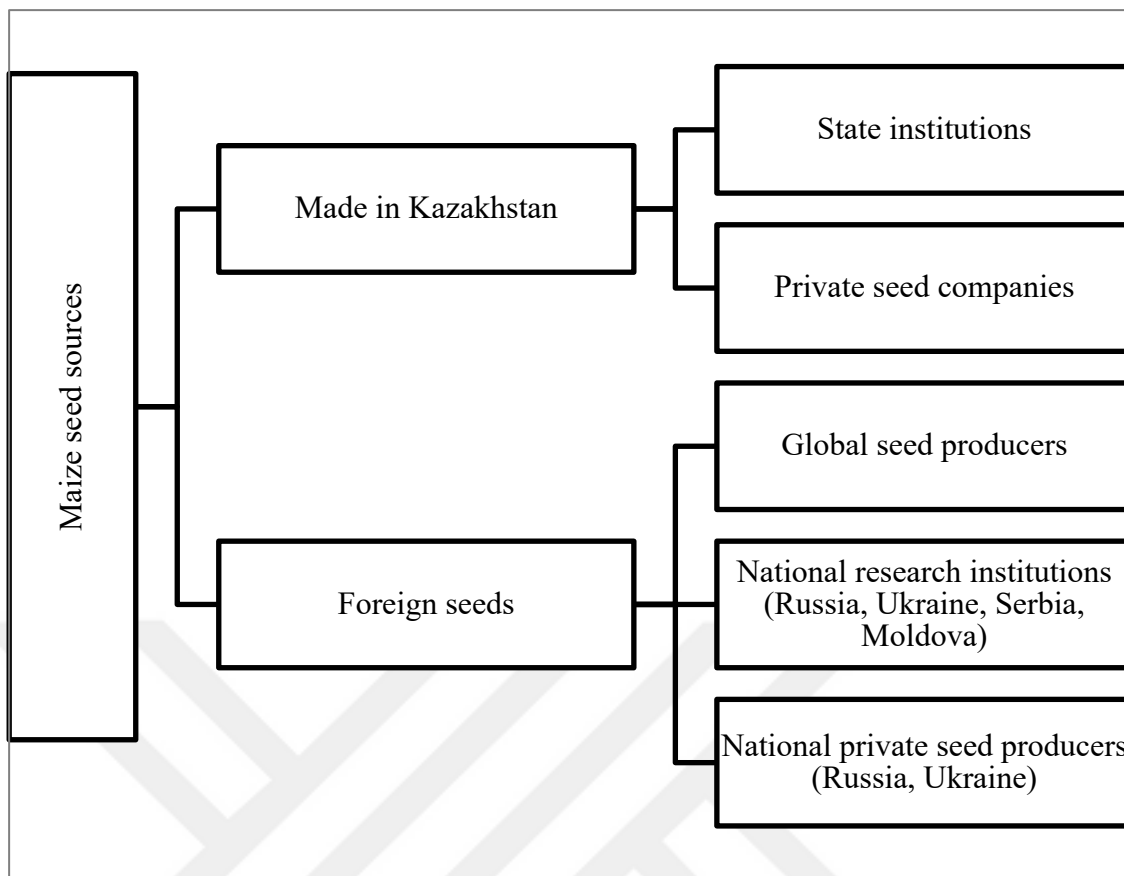 Maize seed sources
Made in Kazakhstan
State institutions
Private seed companies
Foreign seeds
Global seed producers
National research institutions
(Russia, Ukraine, Serbia,
Moldova)
National private seed producers
(Russia, Ukraine)